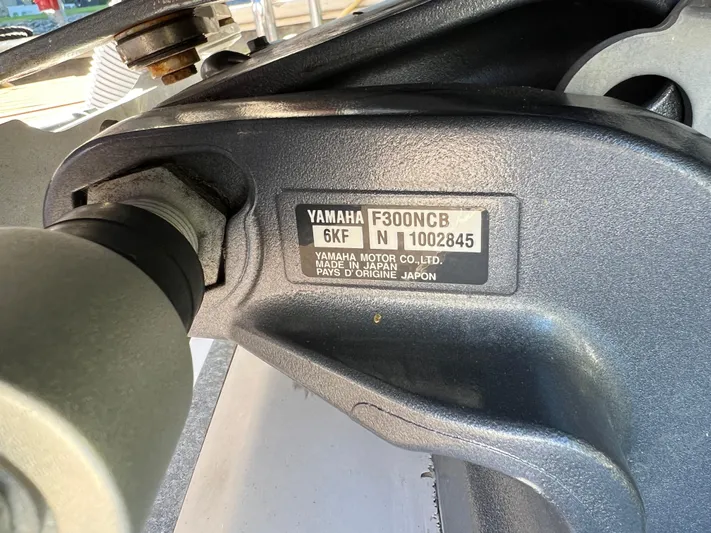 YAMAHA F300NCB
6KF N 1002845
YAMAHA MOTOR CO.,LTD.
MADE IN JAPAN
PAYS D'ORIGINE JAPON